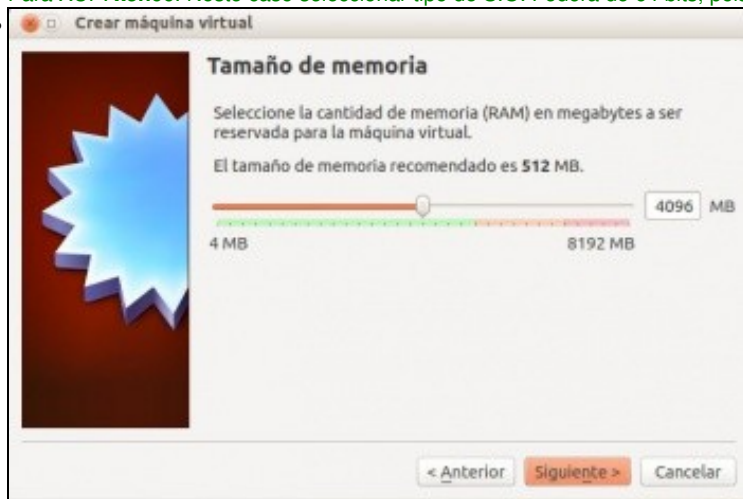 Crear máquina virtual
Tamaño de memoria
Seleccione la cantidad de memoria (RAM) en megabytes a ser
reservada para la máquina virtual.
El tamaño de memoria recomendado es 512 MB.
4096 MB
4 MB 8192 MB
< Anterior Siguiente > Cancelar